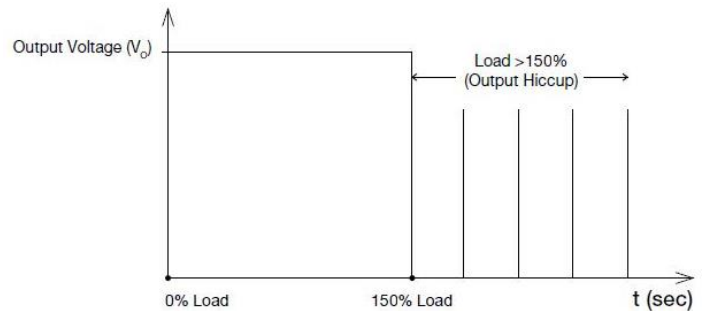 Output Voltage (Vo)
Load >150%
(Output Hiccup)
0% Load
150% Load
t (sec)